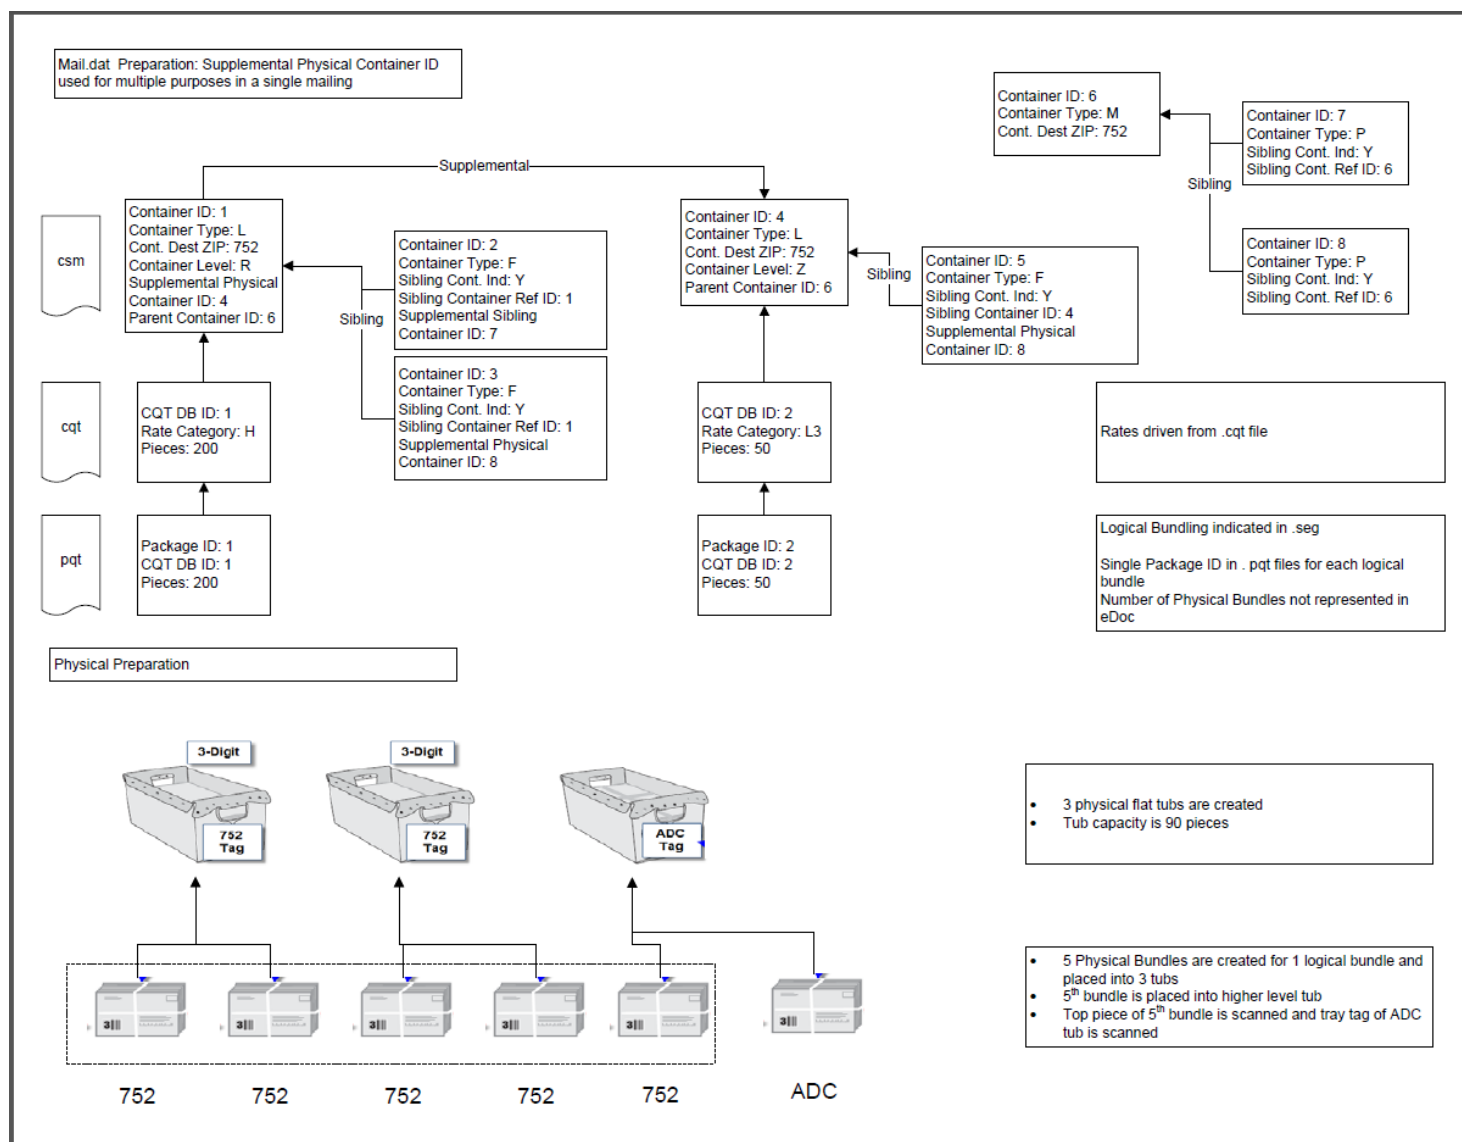 Mail.dat  Preparation: Supplemental Physical Container ID
used for multiple purposes in a single mailing
Container ID: 6
Container Type: M
Cont. Dest ZIP: 752
Container ID: 7
Container Type: P
Sibling Cont. Ind: Y
Sibling Cont. Ref ID: 6
Sibling
Container ID: 8
Container Type: P
Sibling Cont. Ind: Y
Sibling Cont. Ref ID: 6
Supplemental
csm
Container ID: 1
Container Type: L
Cont. Dest ZIP: 752
Container Level: R
Supplemental Physical
Container ID: 4
Parent Container ID: 6
Sibling
Container ID: 2
Container Type: F
Sibling Cont. Ind: Y
Sibling Container Ref ID: 1
Supplemental Sibling
Container ID: 7
Container ID: 3
Container Type: F
Sibling Cont. Ind: Y
Sibling Container Ref ID: 1
Supplemental Physical
Container ID: 8
Container ID: 4
Container Type: L
Cont. Dest ZIP: 752
Container Level: Z
Parent Container ID: 6
Sibling
Container ID: 5
Container Type: F
Sibling Cont. Ind: Y
Sibling Container ID: 4
Supplemental Physical
Container ID: 8
cqt
CQT DB ID: 1
Rate Category: H
Pieces: 200
CQT DB ID: 2
Rate Category: L3
Pieces: 50
Rates driven from .cqt file
pqt
Package ID: 1
CQT DB ID: 1
Pieces: 200
Package ID: 2
CQT DB ID: 2
Pieces: 50
Logical Bundling indicated in .seg
Single Package ID in . pqt files for each logical
bundle
Number of Physical Bundles not represented in
eDoc
Physical Preparation
3-Digit
752
Tag
3-Digit
752
Tag
ADC
Tag
• 3 physical flat tubs are created
• Tub capacity is 90 pieces
3
3
3
3
3
3
752
752
752
752
752
ADC
• 5 Physical Bundles are created for 1 logical bundle and
placed into 3 tubs
• 5th bundle is placed into higher level tub
• Top piece of 5th bundle is scanned and tray tag of ADC
tub is scanned